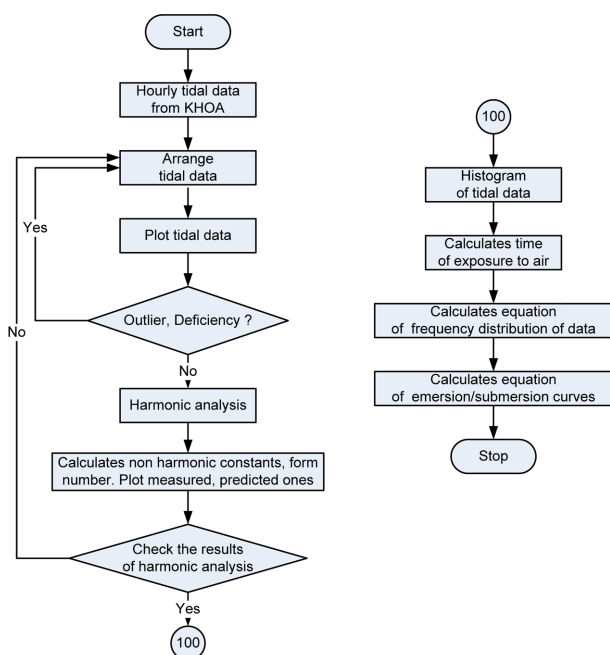 Start
Hourly tidal data
from KHOA
Arrange
tidal data
Yes
Plot tidal data
No
Outlier, Deficiency ?
No
Harmonic analysis
Calculates non harmonic constants, form
number. Plot measured, predicted ones
Check the results
of harmonic analysis
Yes
100
100
Histogram
of tidal data
Calculates time
of exposure to air
Calculates equation
of frequency distribution of data
Calculates equation
of emersion/submersion curves
Stop